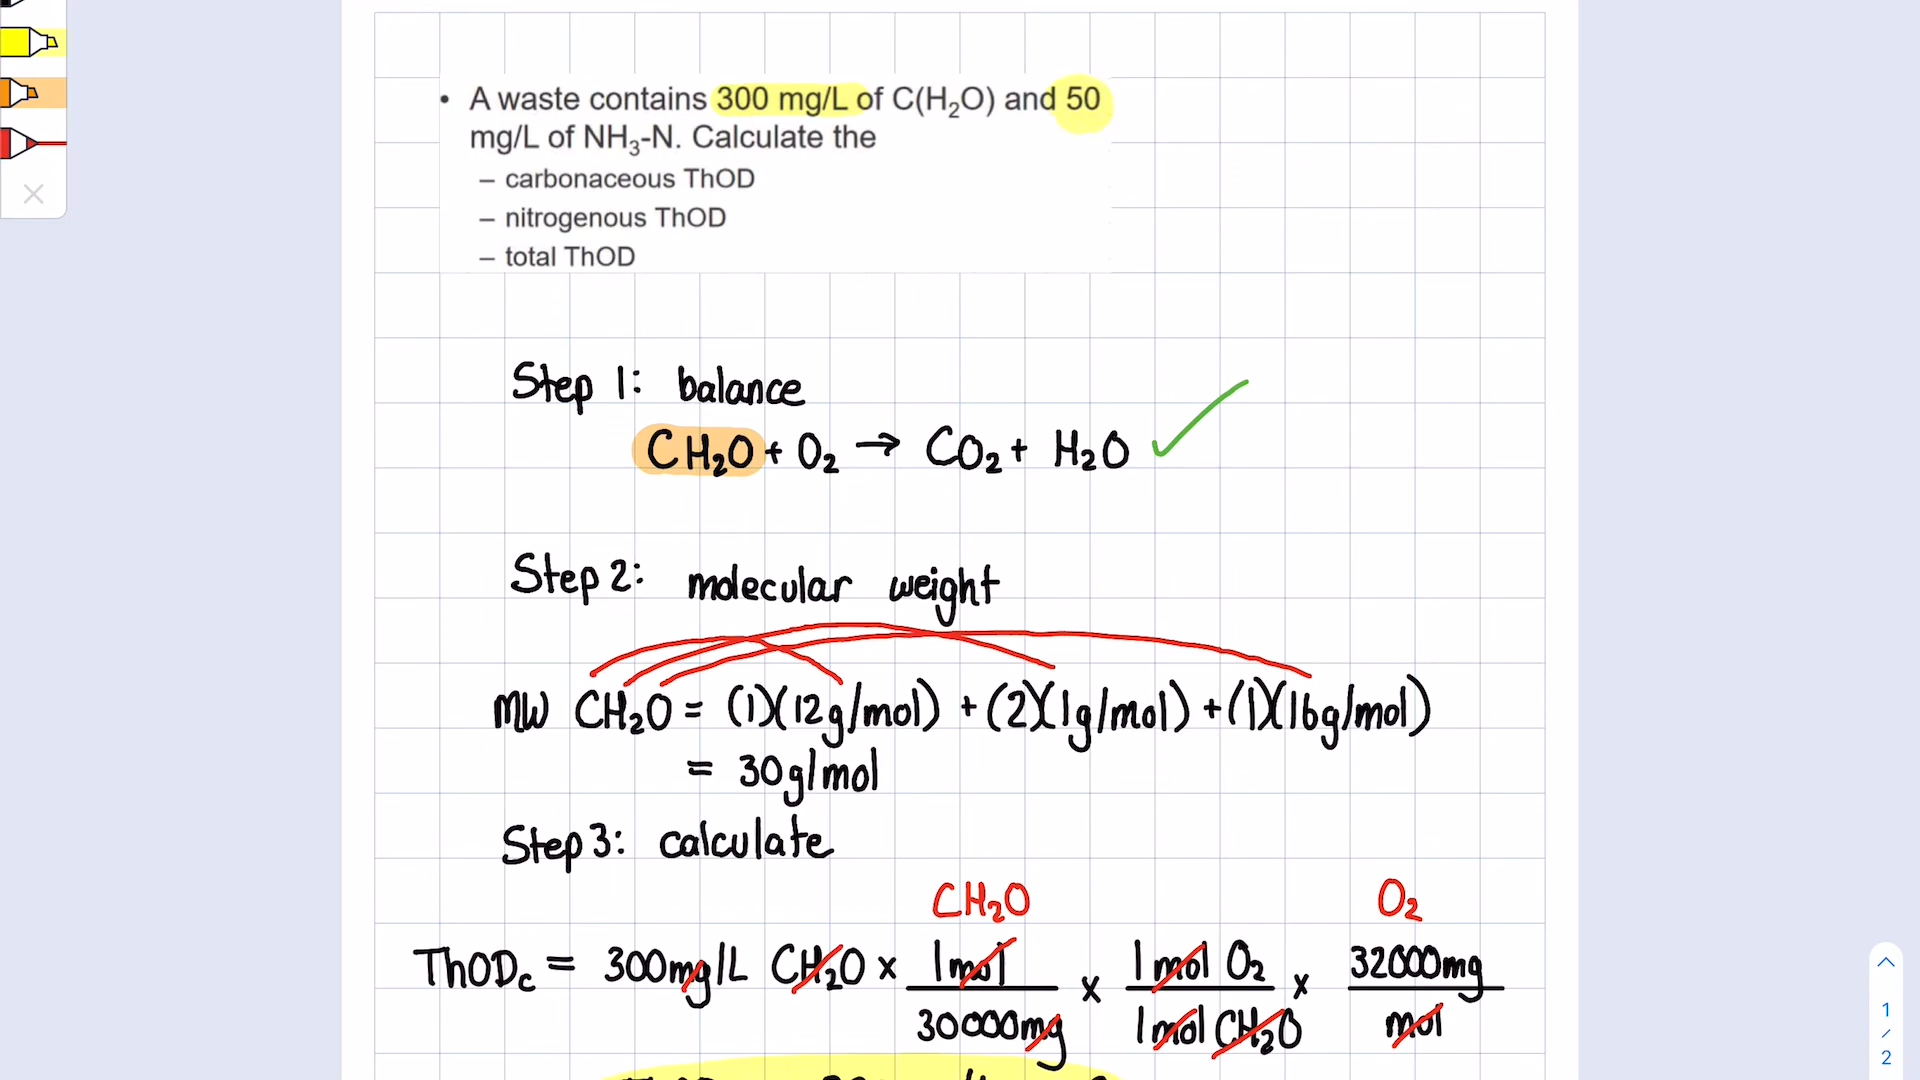 • A waste contains 300 mg/L of C(H₂O) and 50
mg/L of NH₃-N. Calculate the
– carbonaceous ThOD
– nitrogenous ThOD
– total ThOD
Step 1: balance
CH₂O + O₂ → CO₂ + H₂O ✓
Step 2: molecular weight
MW CH₂O = (1)(12g/mol) + (2)(1g/mol) + (1)(16g/mol)
= 30g/mol
Step 3: calculate
CH₂O O₂
ThODc = 300mg/L CH₂O × 1mol × 1mol O₂ × 32000mg
30000mg 1mol CH₂O mol
1
/
2